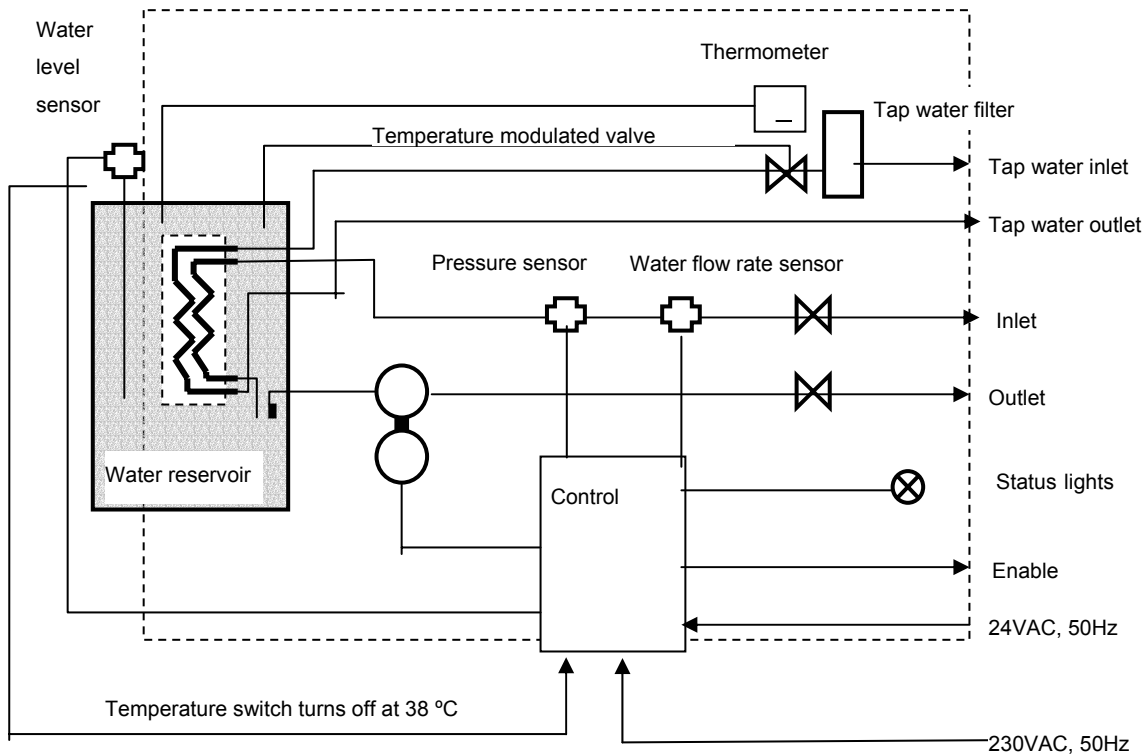 Water
level
sensor
Thermometer
Tap water filter
Temperature modulated valve
Tap water inlet
Tap water outlet
Pressure sensor
Water flow rate sensor
Inlet
Outlet
Water reservoir
Control
Status lights
Enable
24VAC, 50Hz
Temperature switch turns off at 38 ºC
230VAC, 50Hz